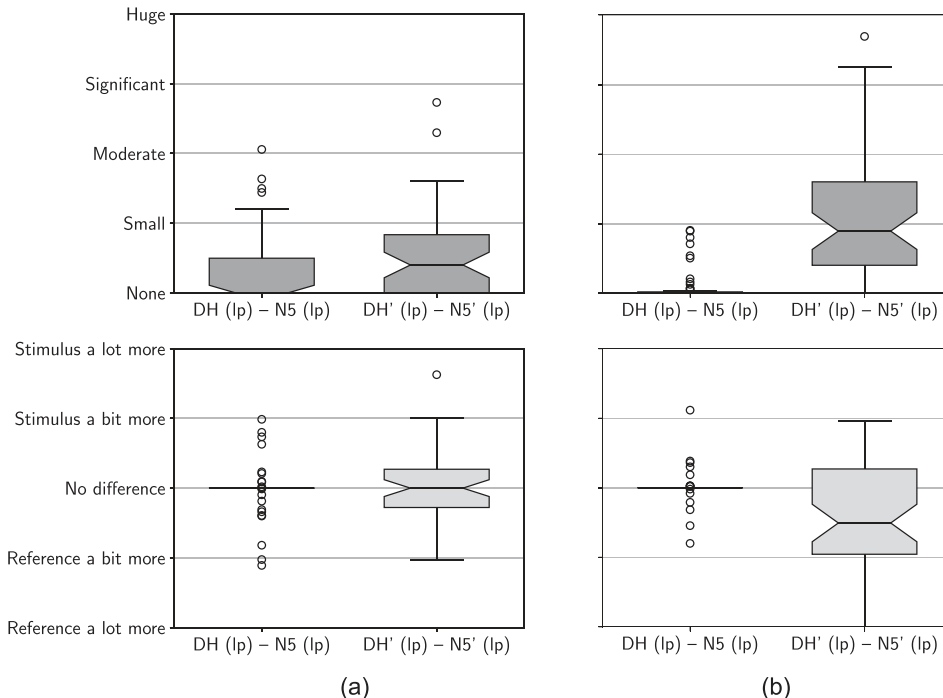 Huge
Significant
Moderate
Small
None
DH (lp) – N5 (lp)
DH' (lp) – N5' (lp)
DH (lp) – N5 (lp)
DH' (lp) – N5' (lp)
Stimulus a lot more
Stimulus a bit more
No difference
Reference a bit more
Reference a lot more
DH (lp) – N5 (lp)
DH' (lp) – N5' (lp)
DH (lp) – N5 (lp)
DH' (lp) – N5' (lp)
(a)
(b)